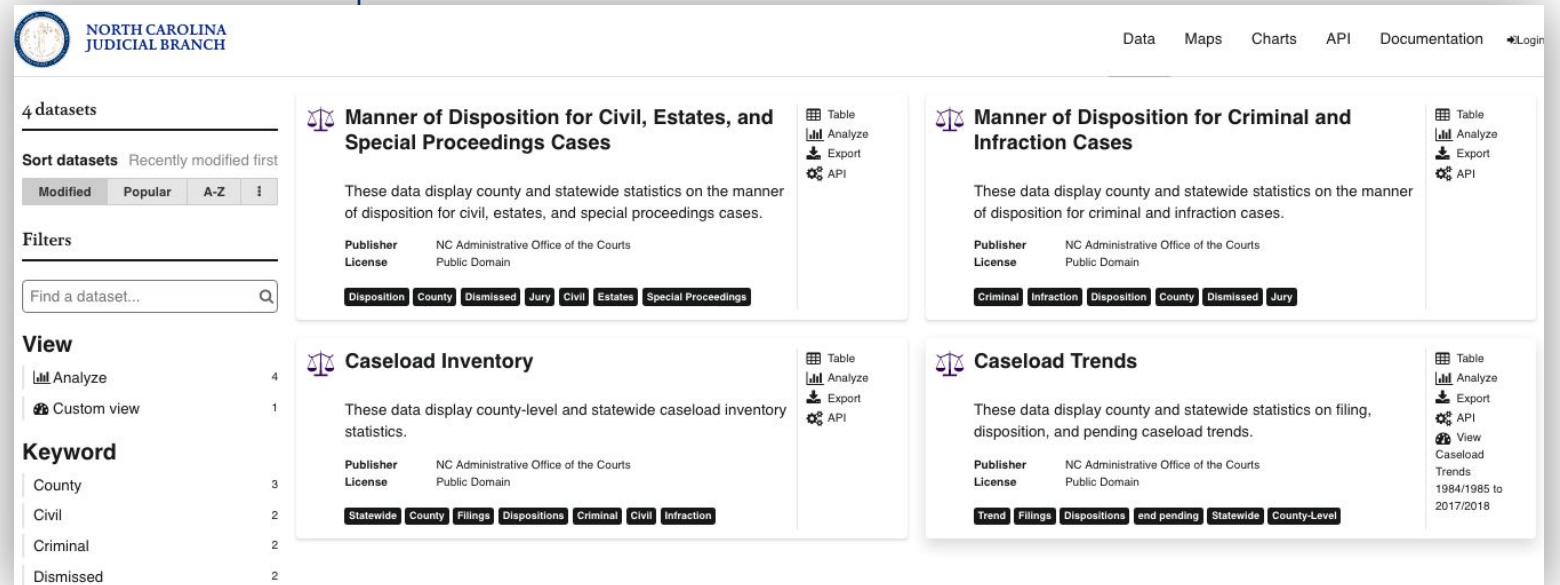 NORTH CAROLINA
JUDICIAL BRANCH
Data Maps Charts API Documentation Login
4 datasets
Sort datasets Recently modified first
Modified Popular A-Z
Filters
Find a dataset...
View
Analyze 4
Custom view 1
Keyword
County 3
Civil 2
Criminal 2
Dismissed 2
Manner of Disposition for Civil, Estates, and
Special Proceedings Cases
These data display county and statewide statistics on the manner
of disposition for civil, estates, and special proceedings cases.
Publisher NC Administrative Office of the Courts
License Public Domain
Disposition County Dismissed Jury Civil Estates Special Proceedings
Table
Analyze
Export
API
Manner of Disposition for Criminal and
Infraction Cases
These data display county and statewide statistics on the manner
of disposition for criminal and infraction cases.
Publisher NC Administrative Office of the Courts
License Public Domain
Criminal Infraction Disposition County Dismissed Jury
Table
Analyze
Export
API
Caseload Inventory
These data display county-level and statewide caseload inventory
statistics.
Publisher NC Administrative Office of the Courts
License Public Domain
Statewide County Filings Dispositions Criminal Civil Infraction
Table
Analyze
Export
API
Caseload Trends
These data display county and statewide statistics on filing,
disposition, and pending caseload trends.
Publisher NC Administrative Office of the Courts
License Public Domain
Trend Filings Dispositions end pending Statewide County-Level
Table
Analyze
Export
API
View
Caseload
Trends
1984/1985 to
2017/2018